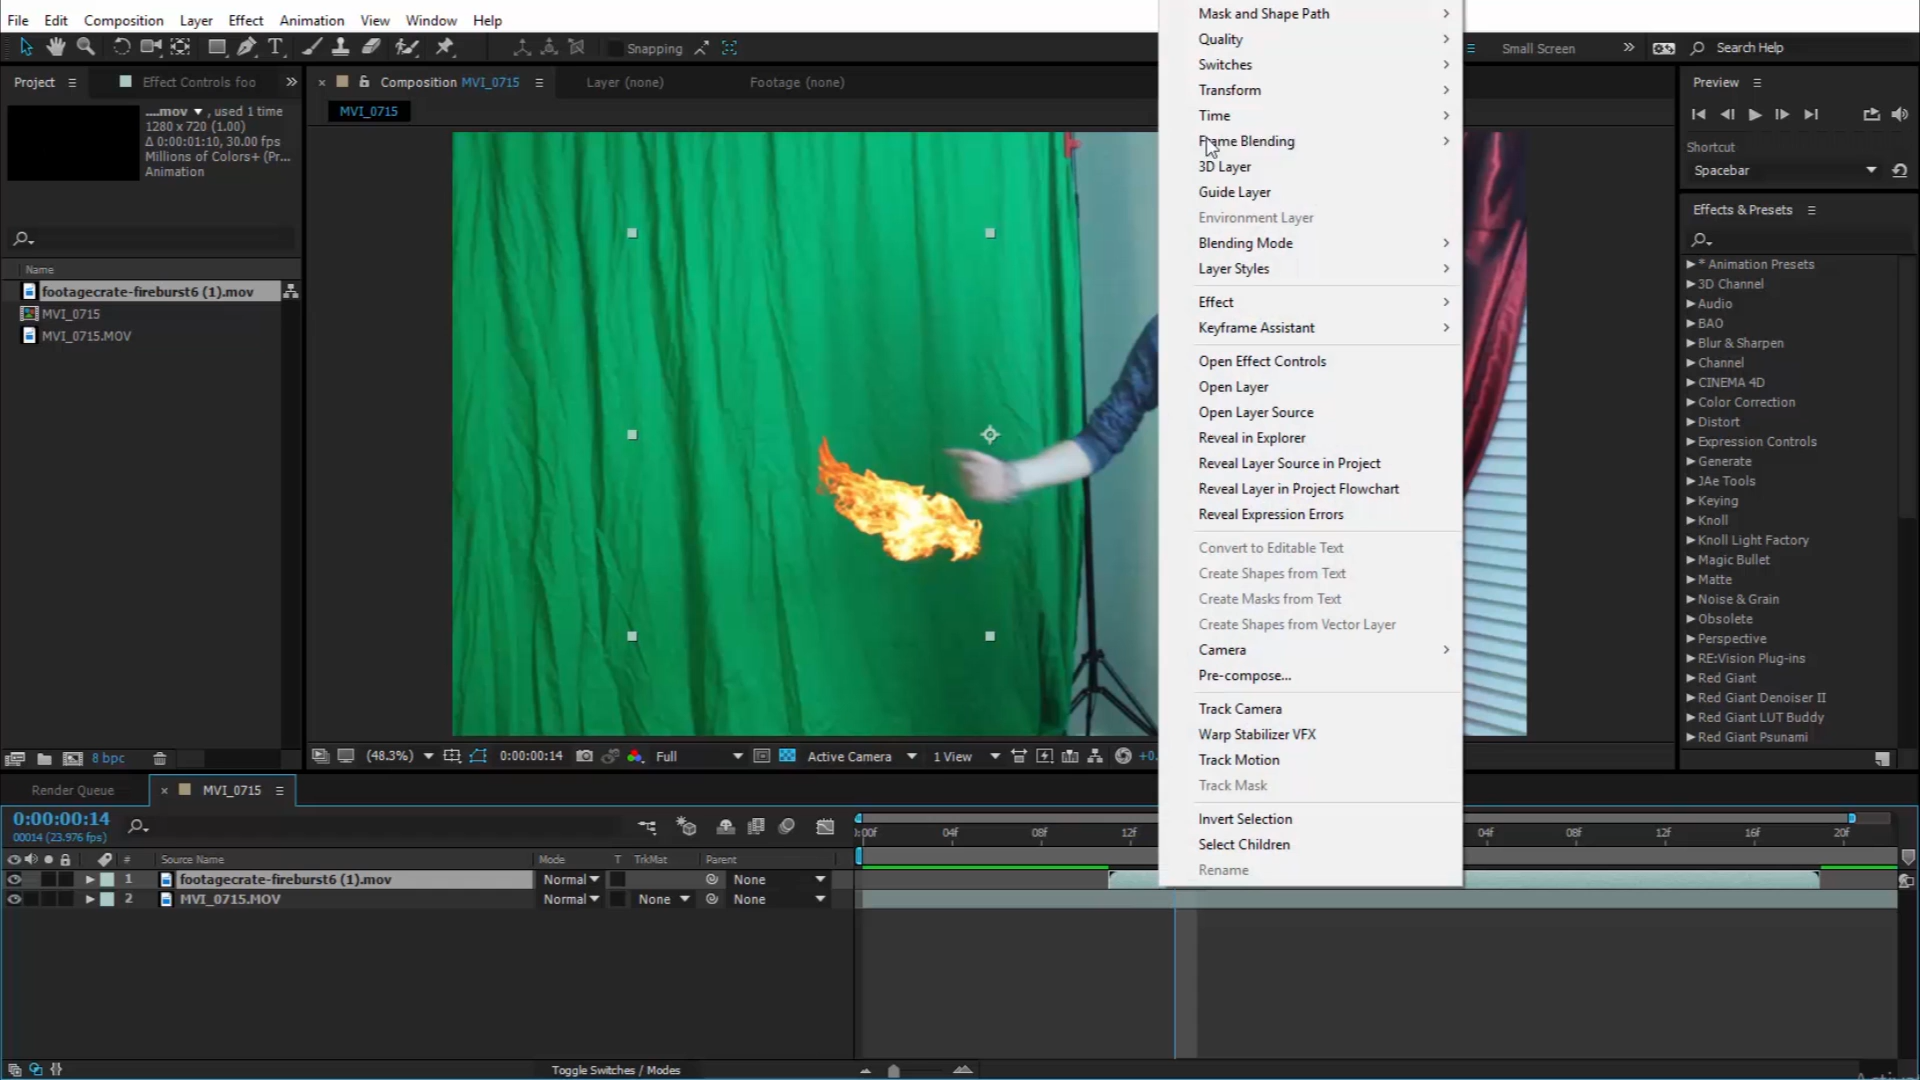 File Edit Composition Layer Effect Animation View Window Help
Snapping
Small Screen
Search Help
Project
Effect Controls foo
Composition MVI_0715
Layer (none)
Footage (none)
MVI_0715
....mov , used 1 time
1280 x 720 (1.00)
Δ 0:00:01:10, 30.00 fps
Millions of Colors+ (Pr...
Animation
Name
footagecrate-fireburst6 (1).mov
MVI_0715
MVI_0715.MOV
8 bpc
(48.3%)
0:00:00:14
Full
Active Camera
1 View
+0.
Mask and Shape Path
Quality
Switches
Transform
Time
Frame Blending
3D Layer
Guide Layer
Environment Layer
Blending Mode
Layer Styles
Effect
Keyframe Assistant
Open Effect Controls
Open Layer
Open Layer Source
Reveal in Explorer
Reveal Layer Source in Project
Reveal Layer in Project Flowchart
Reveal Expression Errors
Convert to Editable Text
Create Shapes from Text
Create Masks from Text
Create Shapes from Vector Layer
Camera
Pre-compose...
Track Camera
Warp Stabilizer VFX
Track Motion
Track Mask
Invert Selection
Select Children
Rename
Preview
Shortcut
Spacebar
Effects & Presets
* Animation Presets
3D Channel
Audio
BAO
Blur & Sharpen
Channel
CINEMA 4D
Color Correction
Distort
Expression Controls
Generate
JAe Tools
Keying
Knoll
Knoll Light Factory
Magic Bullet
Matte
Noise & Grain
Obsolete
Perspective
RE:Vision Plug-ins
Red Giant
Red Giant Denoiser II
Red Giant LUT Buddy
Red Giant Psunami
Render Queue
MVI_0715
0:00:00:14
00014 (23.976 fps)
:00f 04f 08f 12f 04f 08f 12f 16f 20f
# Source Name Mode T TrkMat Parent
1 footagecrate-fireburst6 (1).mov Normal None
2 MVI_0715.MOV Normal None None
Toggle Switches / Modes